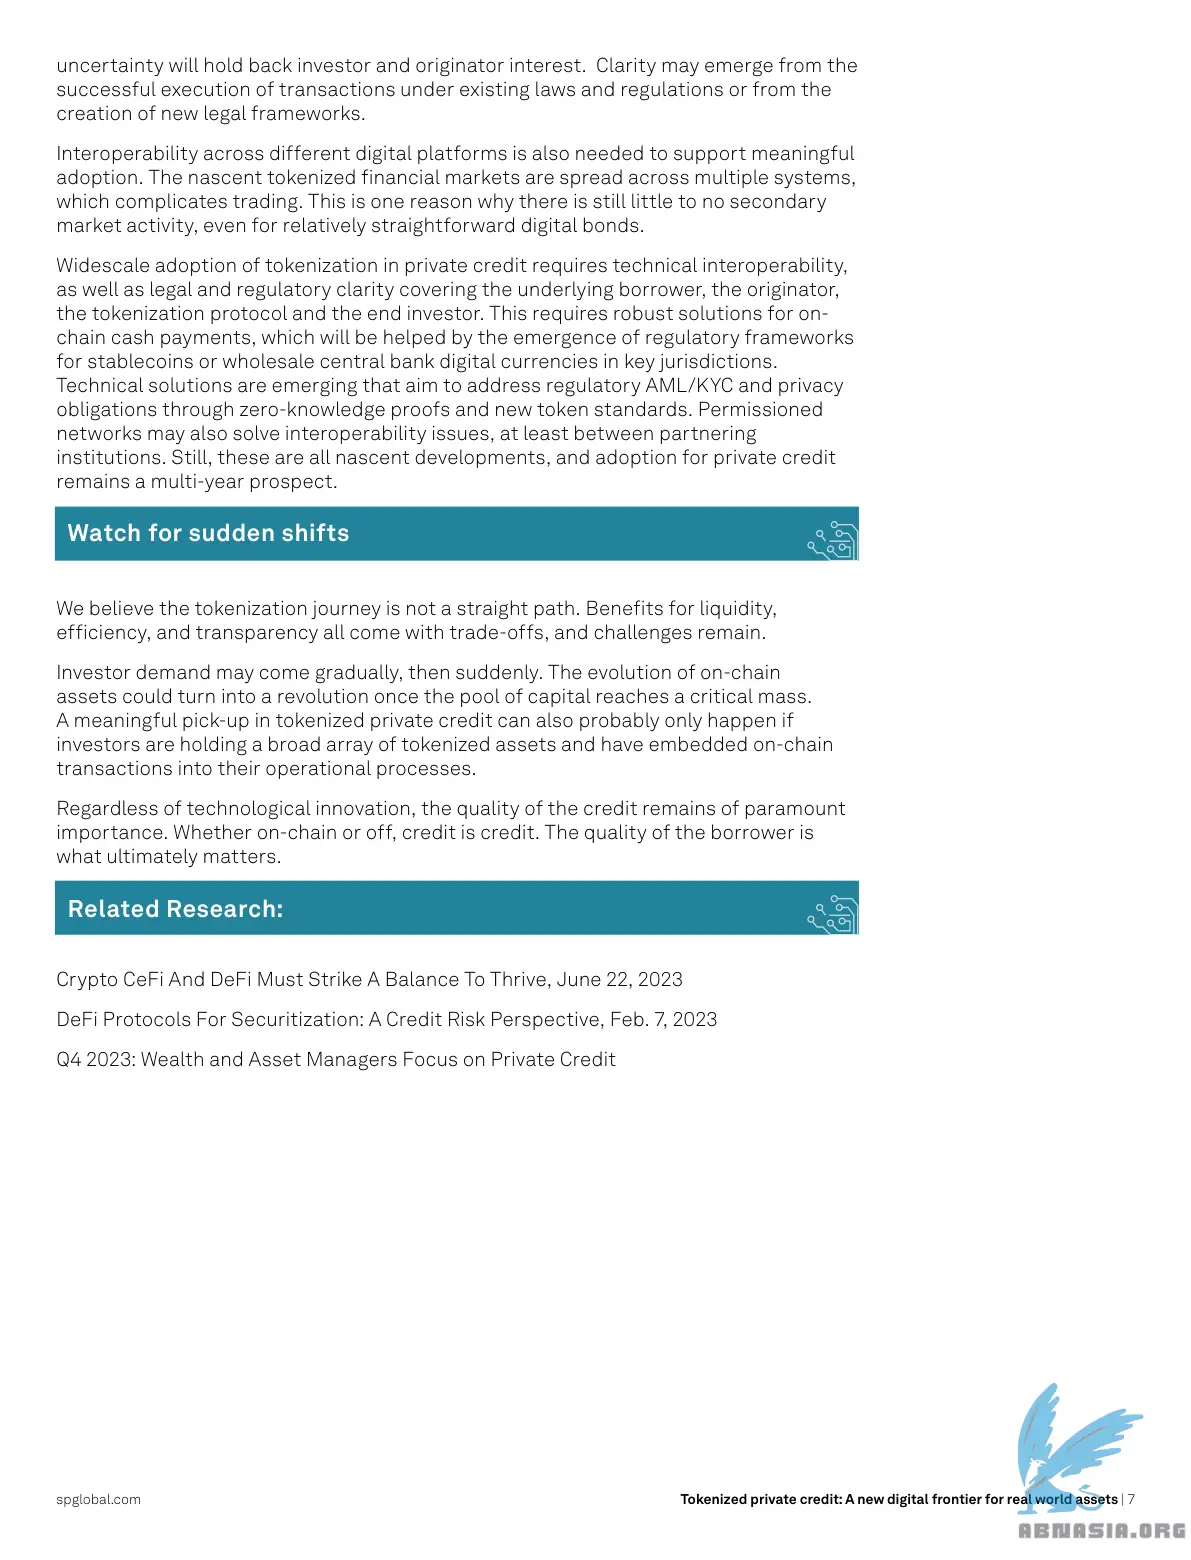 uncertainty will hold back investor and originator interest.  Clarity may emerge from the
successful execution of transactions under existing laws and regulations or from the
creation of new legal frameworks.
Interoperability across different digital platforms is also needed to support meaningful
adoption. The nascent tokenized financial markets are spread across multiple systems,
which complicates trading. This is one reason why there is still little to no secondary
market activity, even for relatively straightforward digital bonds.
Widescale adoption of tokenization in private credit requires technical interoperability,
as well as legal and regulatory clarity covering the underlying borrower, the originator,
the tokenization protocol and the end investor. This requires robust solutions for on-
chain cash payments, which will be helped by the emergence of regulatory frameworks
for stablecoins or wholesale central bank digital currencies in key jurisdictions.
Technical solutions are emerging that aim to address regulatory AML/KYC and privacy
obligations through zero-knowledge proofs and new token standards. Permissioned
networks may also solve interoperability issues, at least between partnering
institutions. Still, these are all nascent developments, and adoption for private credit
remains a multi-year prospect.
Watch for sudden shifts
We believe the tokenization journey is not a straight path. Benefits for liquidity,
efficiency, and transparency all come with trade-offs, and challenges remain.
Investor demand may come gradually, then suddenly. The evolution of on-chain
assets could turn into a revolution once the pool of capital reaches a critical mass.
A meaningful pick-up in tokenized private credit can also probably only happen if
investors are holding a broad array of tokenized assets and have embedded on-chain
transactions into their operational processes.
Regardless of technological innovation, the quality of the credit remains of paramount
importance. Whether on-chain or off, credit is credit. The quality of the borrower is
what ultimately matters.
Related Research:
Crypto CeFi And DeFi Must Strike A Balance To Thrive, June 22, 2023
DeFi Protocols For Securitization: A Credit Risk Perspective, Feb. 7, 2023
Q4 2023: Wealth and Asset Managers Focus on Private Credit
spglobal.com
Tokenized private credit: A new digital frontier for real world assets | 7
ABNASIA.ORG